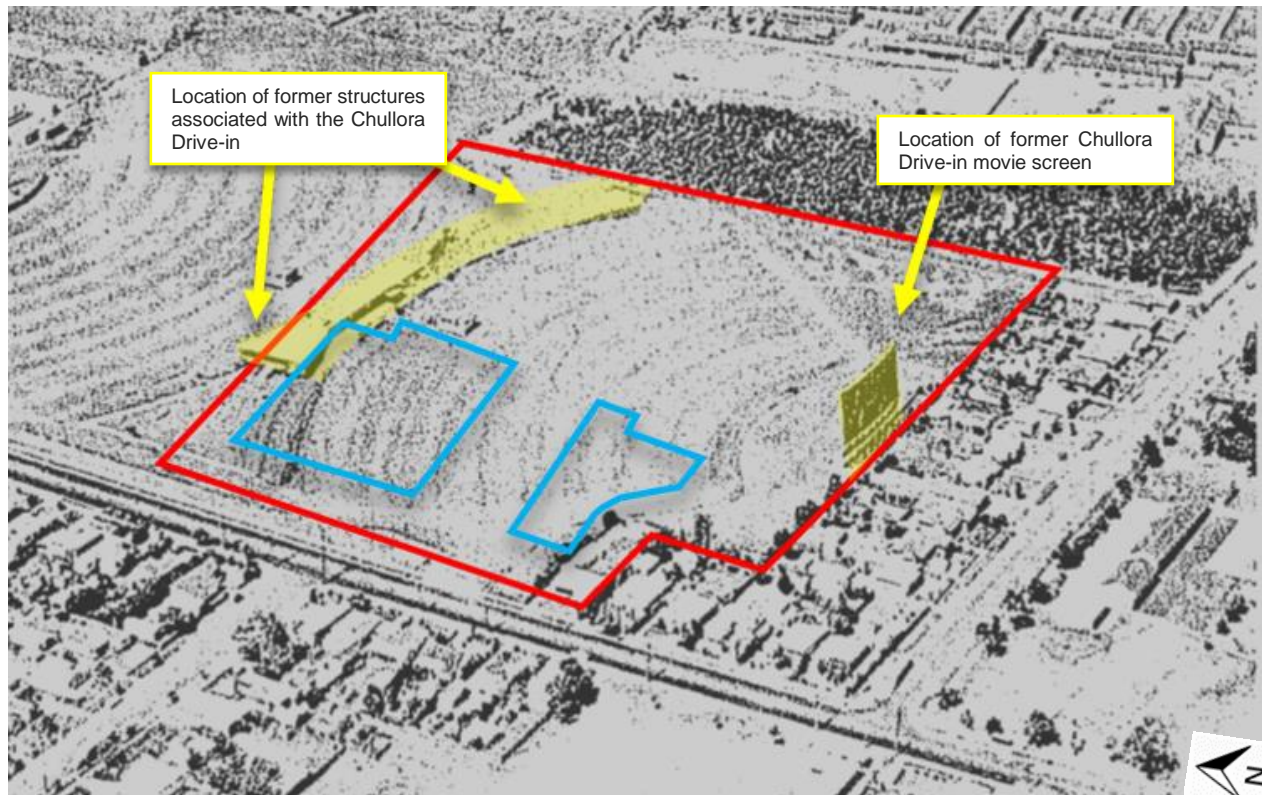 Location of former structures
associated with the Chullora
Drive-in
Location of former Chullora
Drive-in movie screen
N